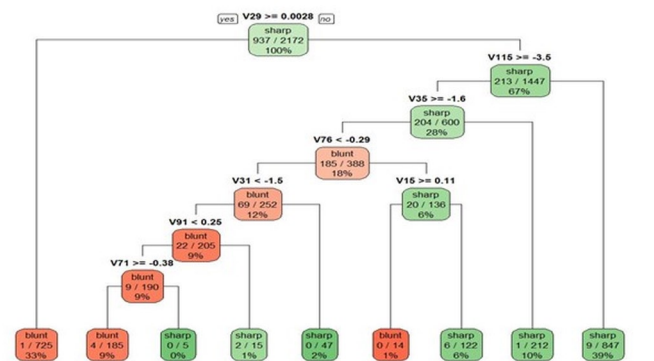 yes V29 >= 0.0028 no
sharp
937 / 2172
100%
V115 >= -3.5
sharp
213 / 1447
67%
V35 >= -1.6
sharp
204 / 600
28%
V76 < -0.29
blunt
185 / 388
18%
V31 < -1.5
blunt
69 / 252
12%
V15 >= 0.11
sharp
20 / 136
6%
V91 < 0.25
blunt
22 / 205
9%
V71 >= -0.38
blunt
9 / 190
9%
blunt
1 / 725
33%
blunt
4 / 185
9%
sharp
0 / 5
0%
sharp
2 / 15
1%
sharp
0 / 47
2%
blunt
0 / 14
1%
sharp
6 / 122
6%
sharp
1 / 212
10%
sharp
9 / 847
39%